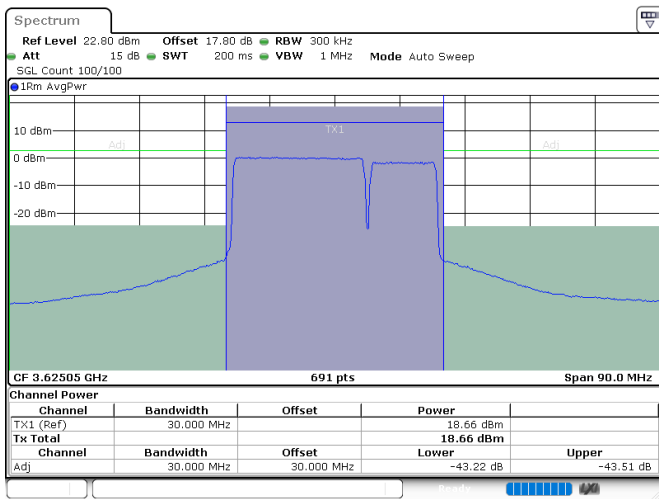 Spectrum
Ref Level 22.80 dBm Offset 17.80 dB RBW 300 kHz
Att 15 dB SWT 200 ms VBW 1 MHz Mode Auto Sweep
SGL Count 100/100
1Rm AvgPwr
TX1
10 dBm
Adj Adj
0 dBm
-10 dBm
-20 dBm
CF 3.62505 GHz 691 pts Span 90.0 MHz
Channel Power
Channel Bandwidth Offset Power
TX1 (Ref) 30.000 MHz 18.66 dBm
Tx Total 18.66 dBm
Channel Bandwidth Offset Lower Upper
Adj 30.000 MHz 30.000 MHz -43.22 dB -43.51 dB
Ready